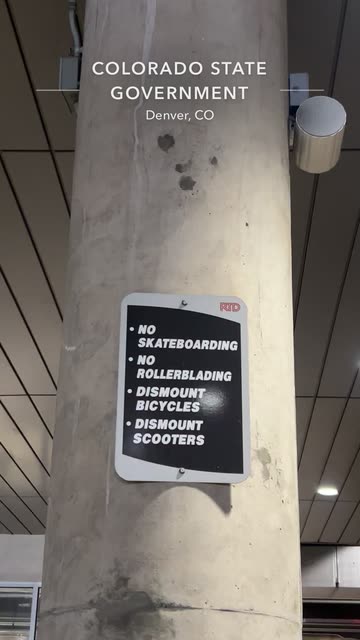 COLORADO STATE
GOVERNMENT
Denver, CO
RTD
• NO
SKATEBOARDING
• NO
ROLLERBLADING
• DISMOUNT
BICYCLES
• DISMOUNT
SCOOTERS